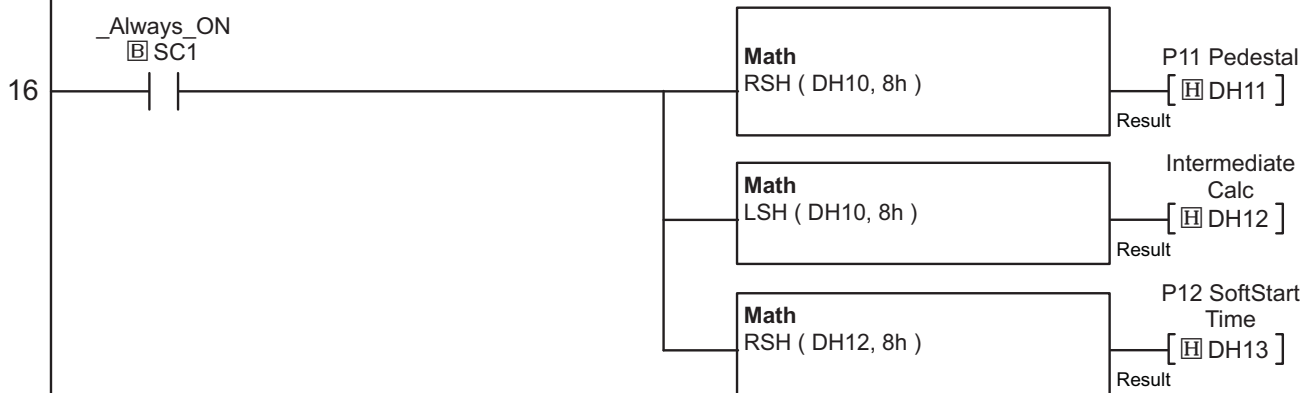 _Always_ON
B SC1
16
Math
RSH ( DH10, 8h )
P11 Pedestal
[ H DH11 ]
Result
Math
LSH ( DH10, 8h )
Intermediate
Calc
[ H DH12 ]
Result
Math
RSH ( DH12, 8h )
P12 SoftStart
Time
[ H DH13 ]
Result